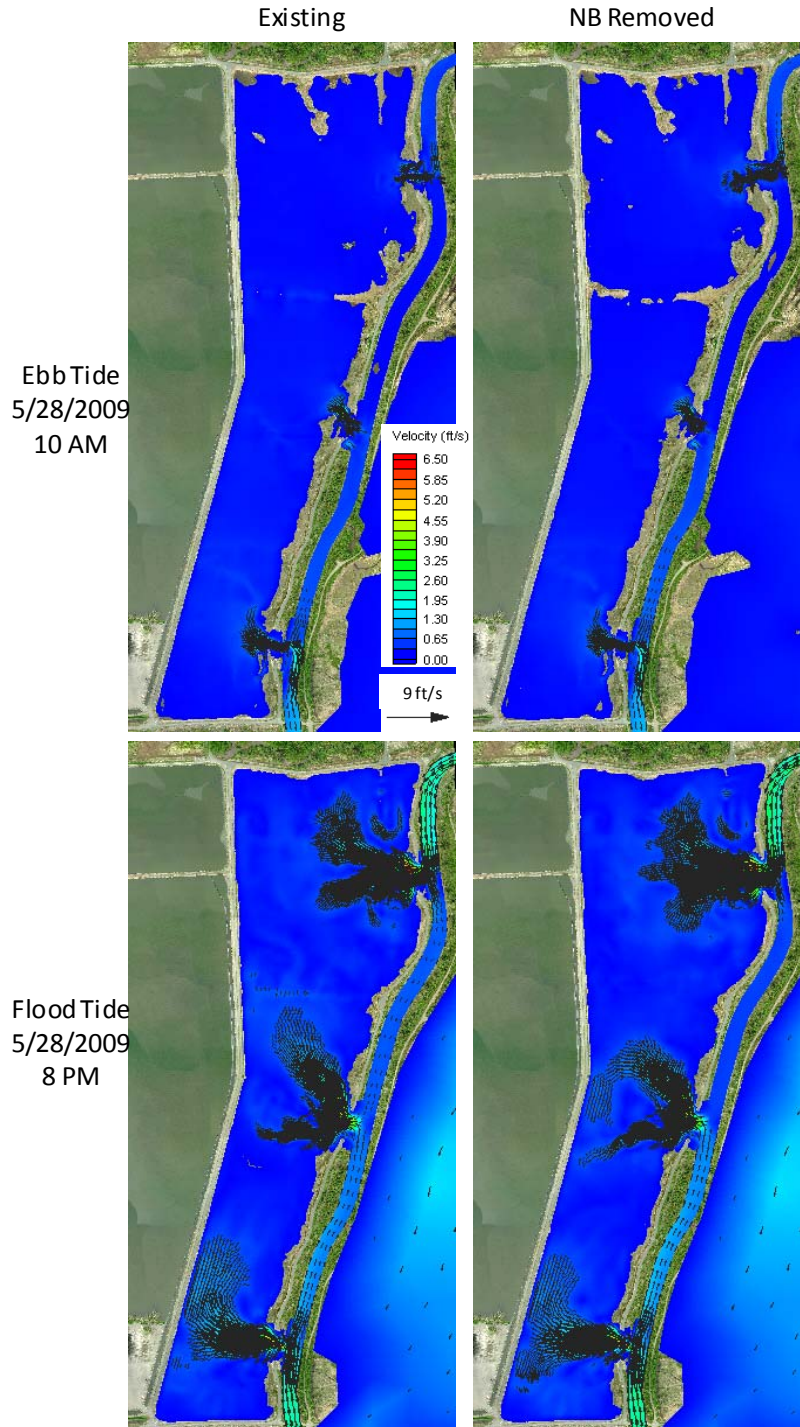 Existing
NB Removed
Ebb Tide
5/28/2009
10 AM
Velocity (ft/s)
6.50
5.85
5.20
4.55
3.90
3.25
2.60
1.95
1.30
0.65
0.00
9 ft/s
Flood Tide
5/28/2009
8 PM